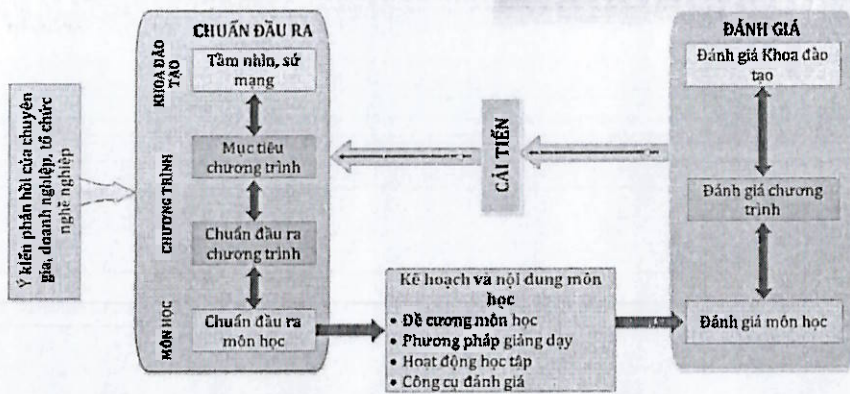 Ý kiến phản hồi của chuyên
gia, doanh nghiệp, tổ chức
nghề nghiệp
CHUẨN ĐẦU RA
KHOA ĐÀO
TẠO
Tầm nhìn, sứ
mạng
CHƯƠNG TRÌNH
Mục tiêu
chương trình
Chuẩn đầu ra
chương trình
MÔN HỌC
Chuẩn đầu ra
môn học
CẢI TIẾN
Kế hoạch và nội dung môn
học
• Đề cương môn học
• Phương pháp giảng dạy
• Hoạt động học tập
• Công cụ đánh giá
ĐÁNH GIÁ
Đánh giá Khoa đào
tạo
Đánh giá chương
trình
Đánh giá môn học